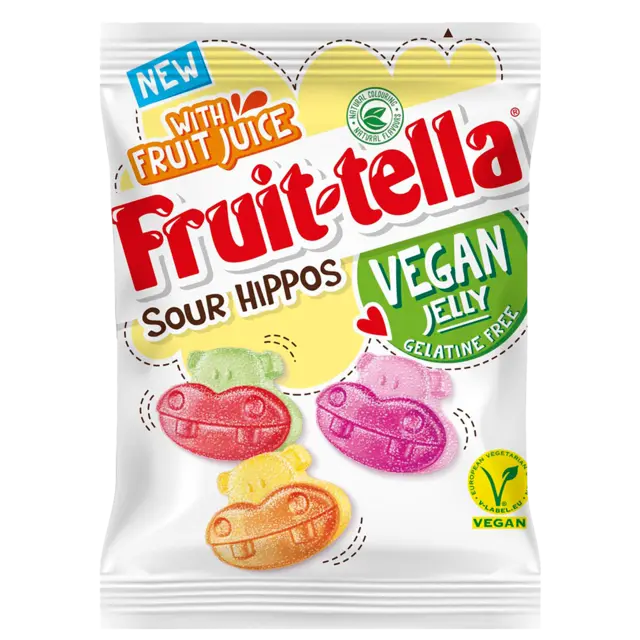 NEW
WITH
FRUIT JUICE
NATURAL COLOURING
NATURAL FLAVOURS
Fruit-tella®
SOUR HIPPOS
VEGAN
JELLY
GELATINE FREE
EUROPEAN VEGETARIAN
V-LABEL.EU
VEGAN